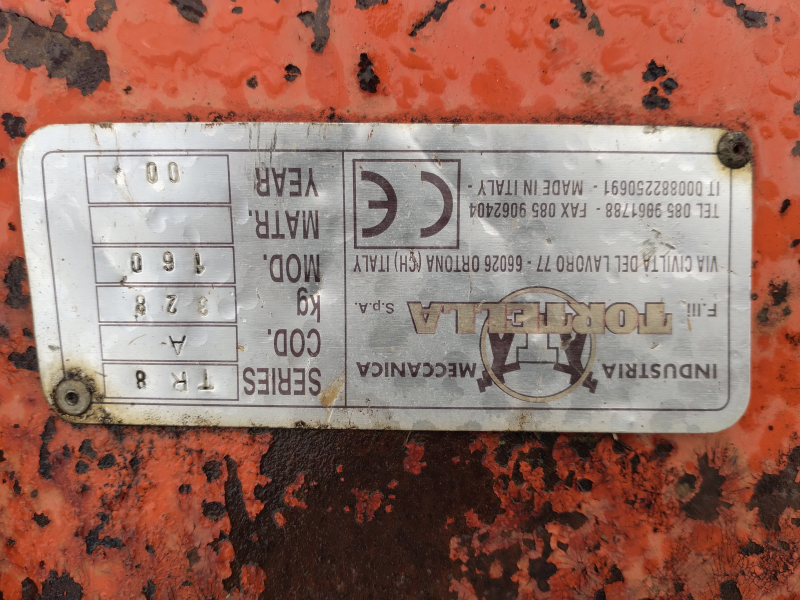 INDUSTRIA MECCANICA
F.lli TORTELLA S.p.A.
VIA CIVILTÀ DEL LAVORO 77 - 66026 ORTONA (CH) ITALY
TEL 085 9061788 - FAX 085 9062404
IT 000882250691 - MADE IN ITALY -
CE
SERIES TR 8
COD. A
kg 328
MOD. 160
MATR.
YEAR 00